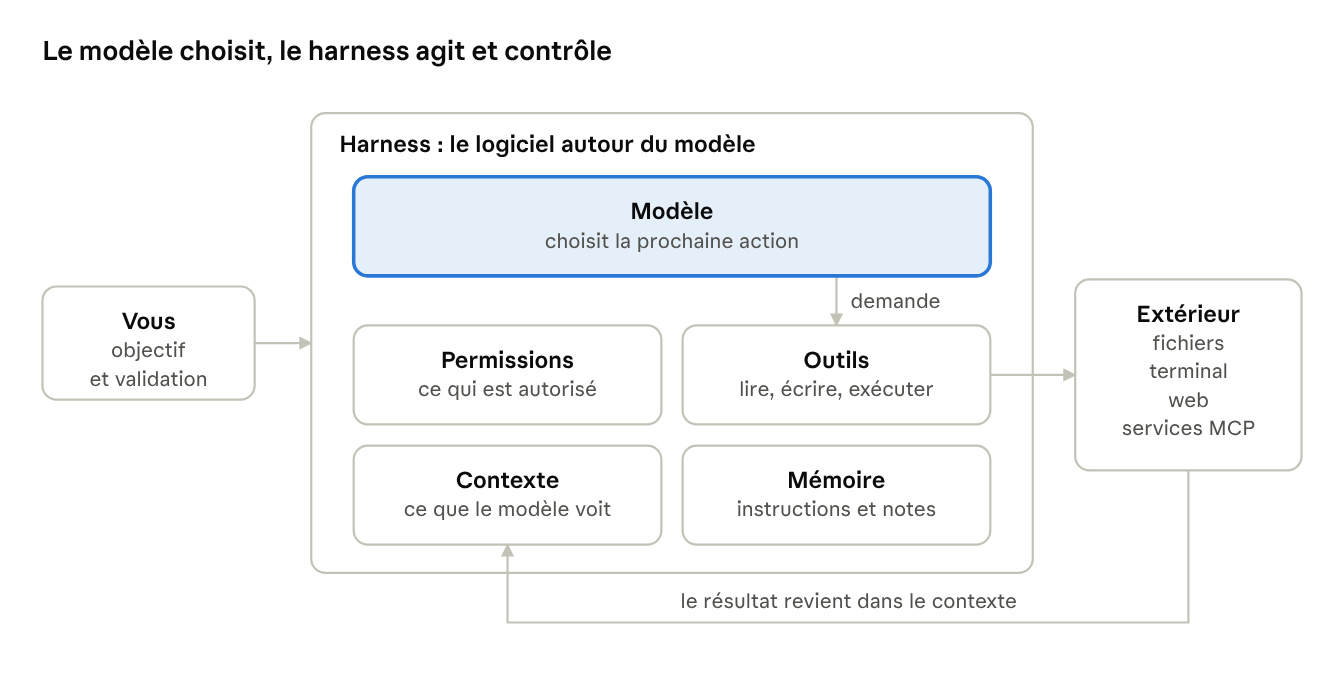 Le modèle choisit, le harness agit et contrôle
Harness : le logiciel autour du modèle
Modèle
choisit la prochaine action
demande
Vous
objectif
et validation
Permissions
ce qui est autorisé
Outils
lire, écrire, exécuter
Extérieur
fichiers
terminal
web
services MCP
Contexte
ce que le modèle voit
Mémoire
instructions et notes
le résultat revient dans le contexte